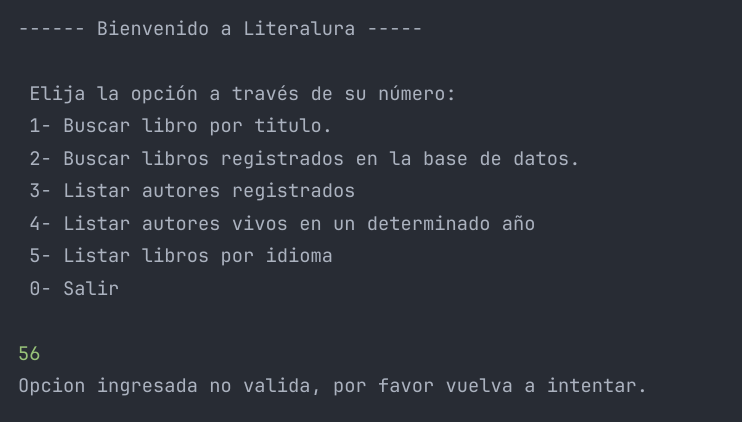 ------ Bienvenido a Literalura -----
Elija la opción a través de su número:
1- Buscar libro por titulo.
2- Buscar libros registrados en la base de datos.
3- Listar autores registrados
4- Listar autores vivos en un determinado año
5- Listar libros por idioma
0- Salir
56
Opcion ingresada no valida, por favor vuelva a intentar.